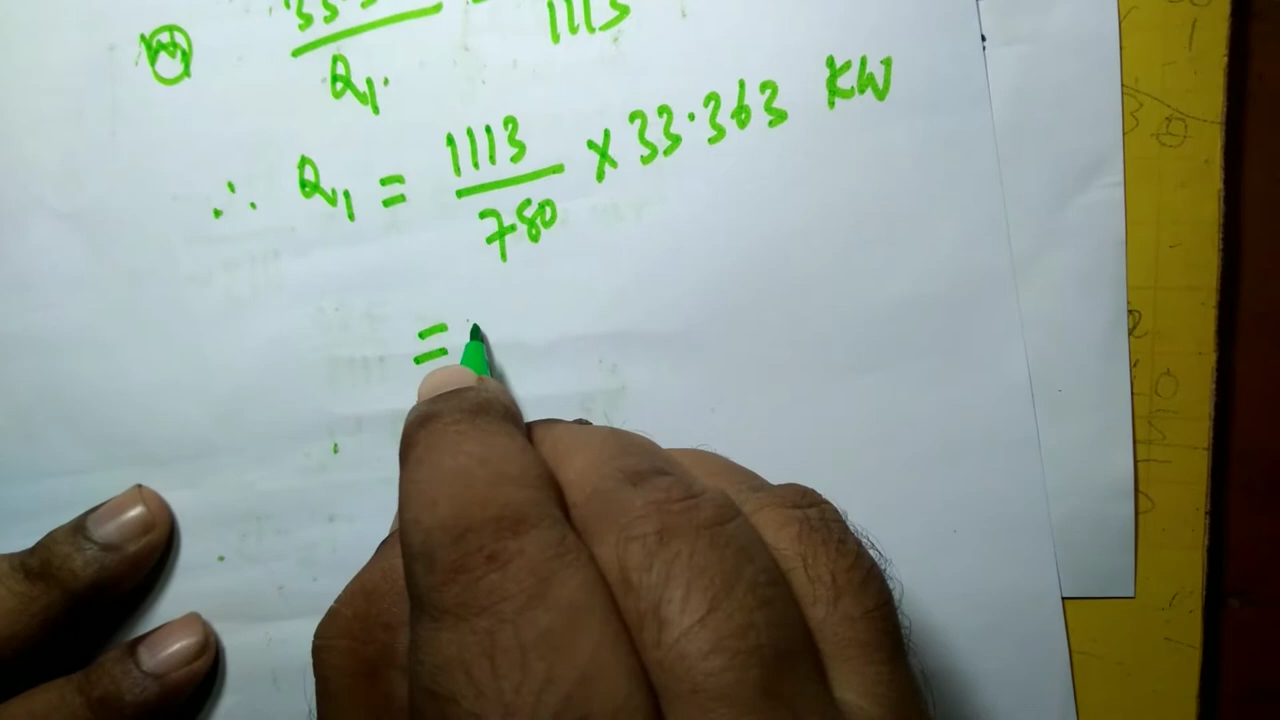 Q₁ 1113
∴ Q₁ = 1113/780 × 33.363 KW
=